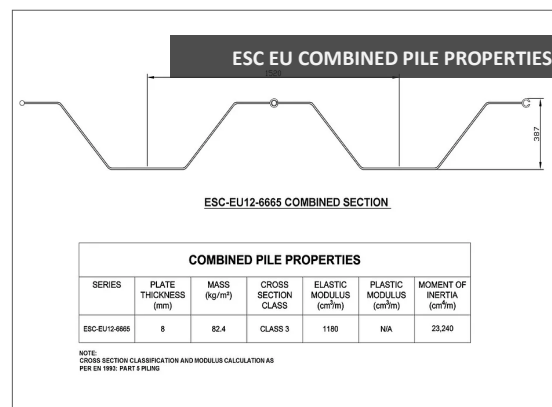 ESC EU COMBINED PILE PROPERTIES
387
ESC-EU12-6665 COMBINED SECTION
COMBINED PILE PROPERTIES
SERIES PLATE THICKNESS (mm) MASS (kg/m²) CROSS SECTION CLASS ELASTIC MODULUS (cm³/m) PLASTIC MODULUS (cm³/m) MOMENT OF INERTIA (cm⁴/m)
ESC-EU12-6665 8 82.4 CLASS 3 1180 N/A 23,240
NOTE:
CROSS SECTION CLASSIFICATION AND MODULUS CALCULATION AS
PER EN 1993: PART 5 PILING